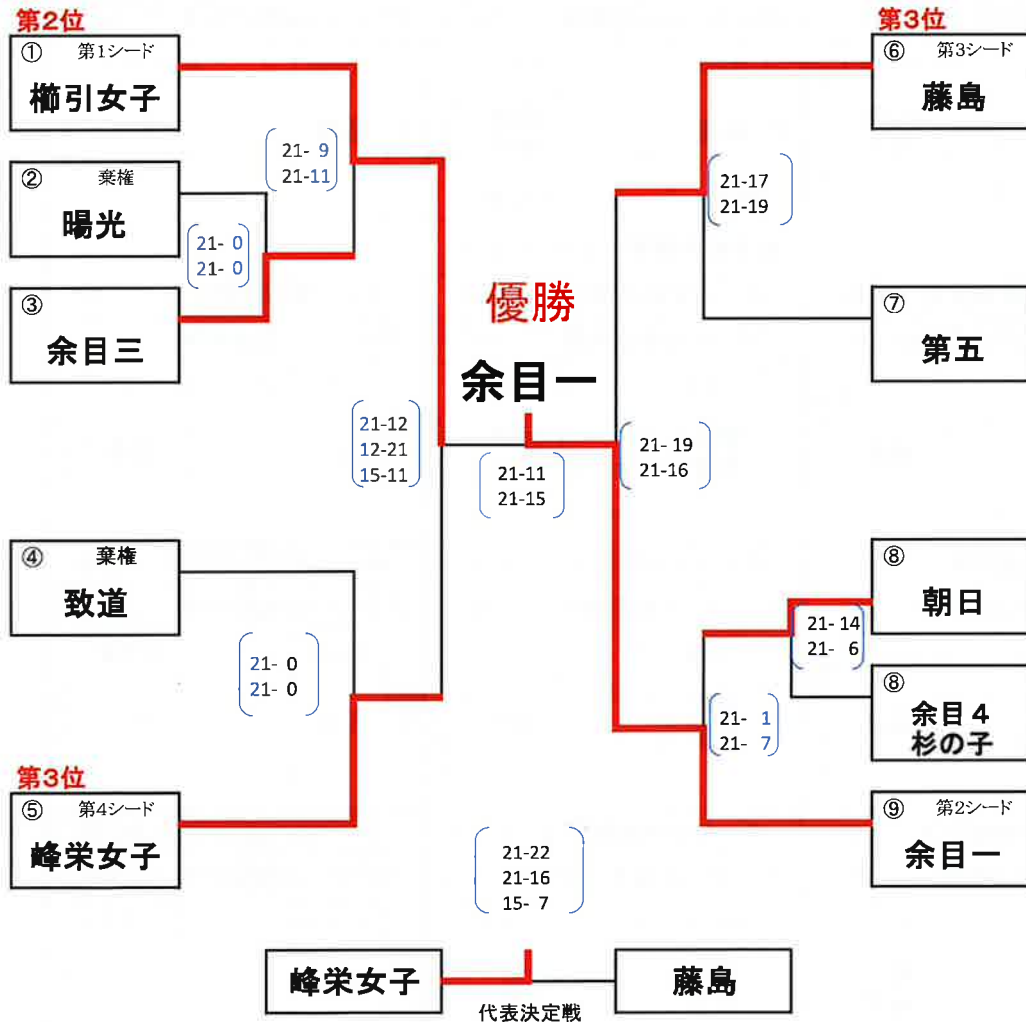 第2位
① 第1シード
櫛引女子
② 棄権
暘光
③
余目三
④ 棄権
致道
第3位
⑤ 第4シード
峰栄女子
21- 9
21-11
21- 0
21- 0
21-12
12-21
15-11
21- 0
21- 0
優勝
余目一
21-11
21-15
第3位
⑥ 第3シード
藤島
⑦
第五
⑧
朝日
⑧
余目4
杉の子
⑨ 第2シード
余目一
21-17
21-19
21- 19
21-16
21- 14
21- 6
21- 1
21- 7
21-22
21-16
15- 7
峰栄女子
藤島
代表決定戦